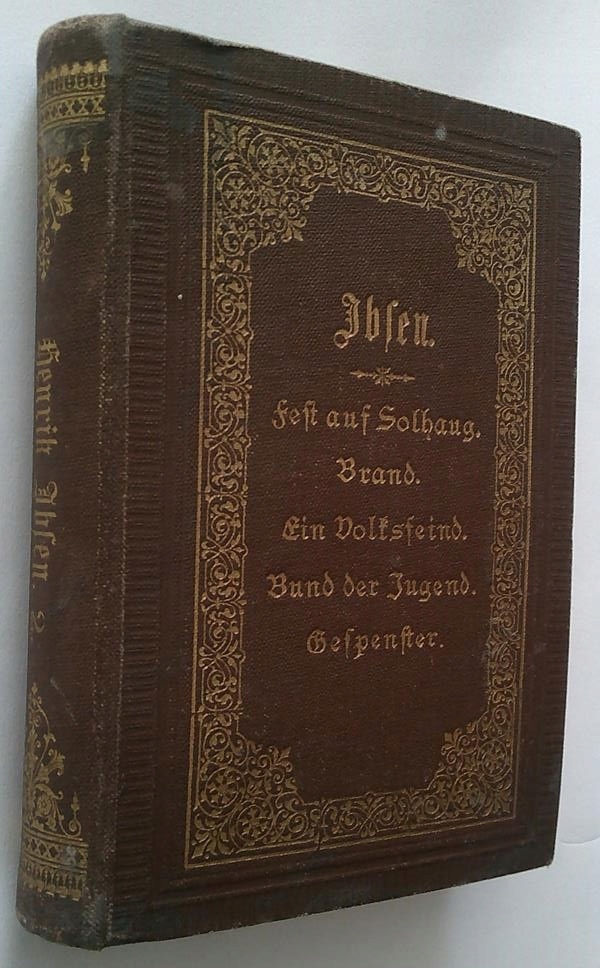 Henrik Ibsen. 2
Ibsen.
Fest auf Solhaug.
Brand.
Ein Volksfeind.
Bund der Jugend.
Gespenster.